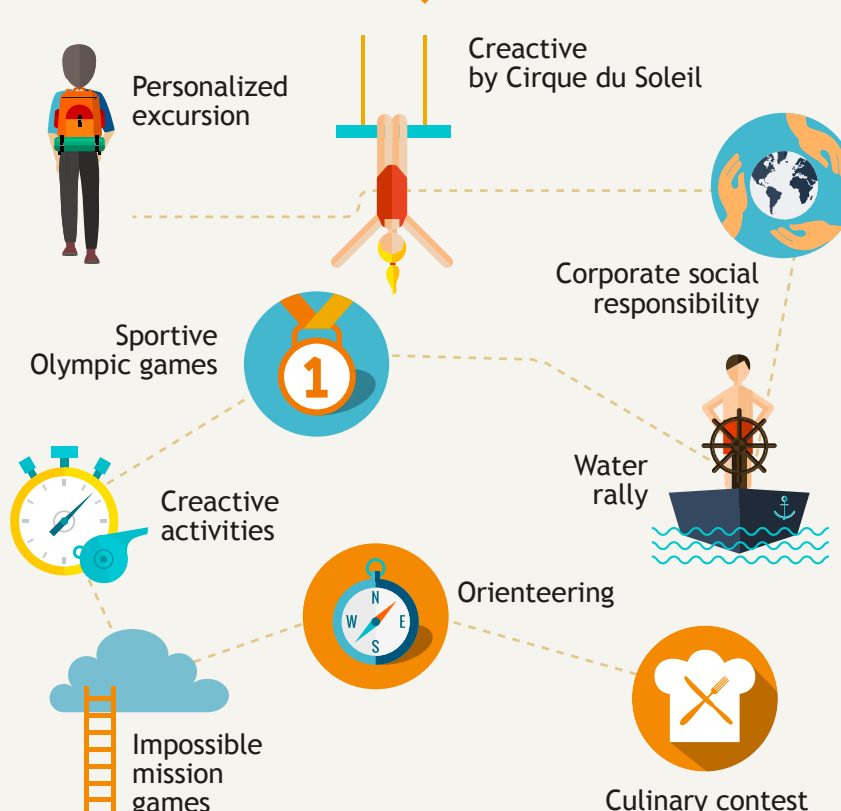 Creactive
by Cirque du Soleil
Personalized
excursion
Corporate social
responsibility
Sportive
Olympic games
1
Water
rally
Creactive
activities
Orienteering
N
W E
S
Impossible
mission
games
Culinary contest